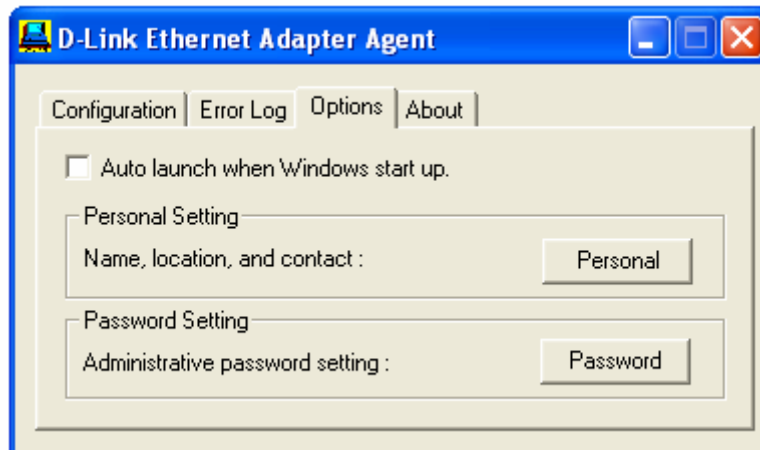 D-Link Ethernet Adapter Agent
Configuration Error Log Options About
Auto launch when Windows start up.
Personal Setting
Name, location, and contact : Personal
Password Setting
Administrative password setting : Password